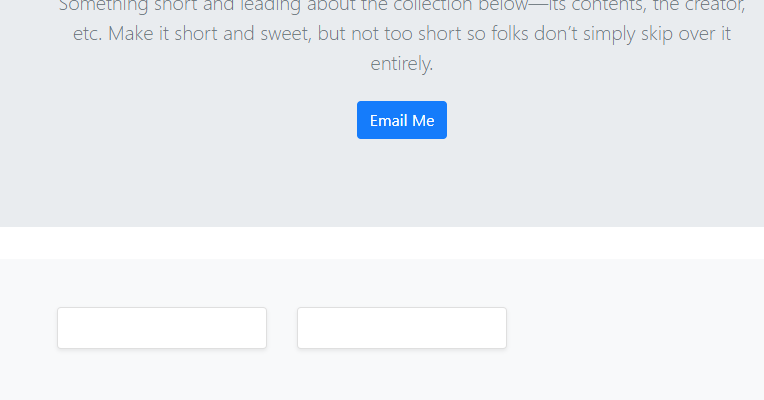 Something short and leading about the collection below—its contents, the creator,
etc. Make it short and sweet, but not too short so folks don’t simply skip over it
entirely.
Email Me